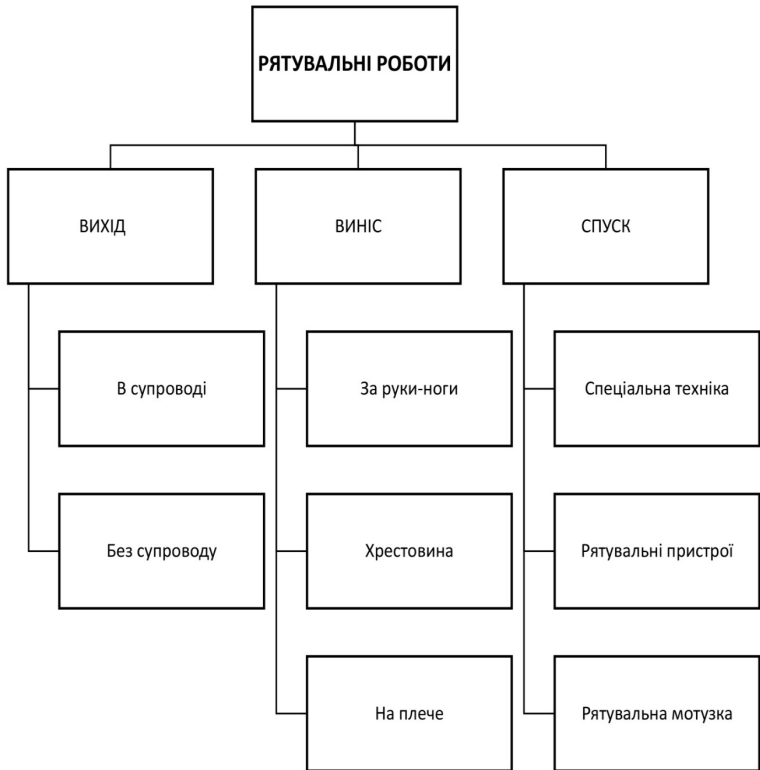 РЯТУВАЛЬНІ РОБОТИ
ВИХІД
ВИНІС
СПУСК
В супроводі
За руки-ноги
Спеціальна техніка
Без супроводу
Хрестовина
Рятувальні пристрої
На плече
Рятувальна мотузка